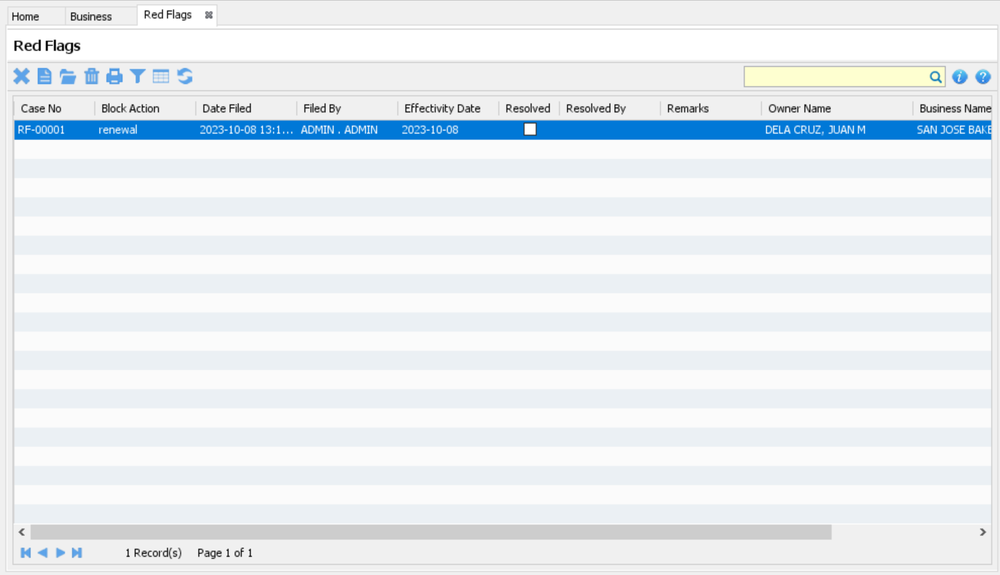 Home Business Red Flags
Red Flags
Case No Block Action Date Filed Filed By Effectivity Date Resolved Resolved By Remarks Owner Name Business Name
RF-00001 renewal 2023-10-08 13:1... ADMIN . ADMIN 2023-10-08 DELA CRUZ, JUAN M SAN JOSE BAKE
1 Record(s) Page 1 of 1